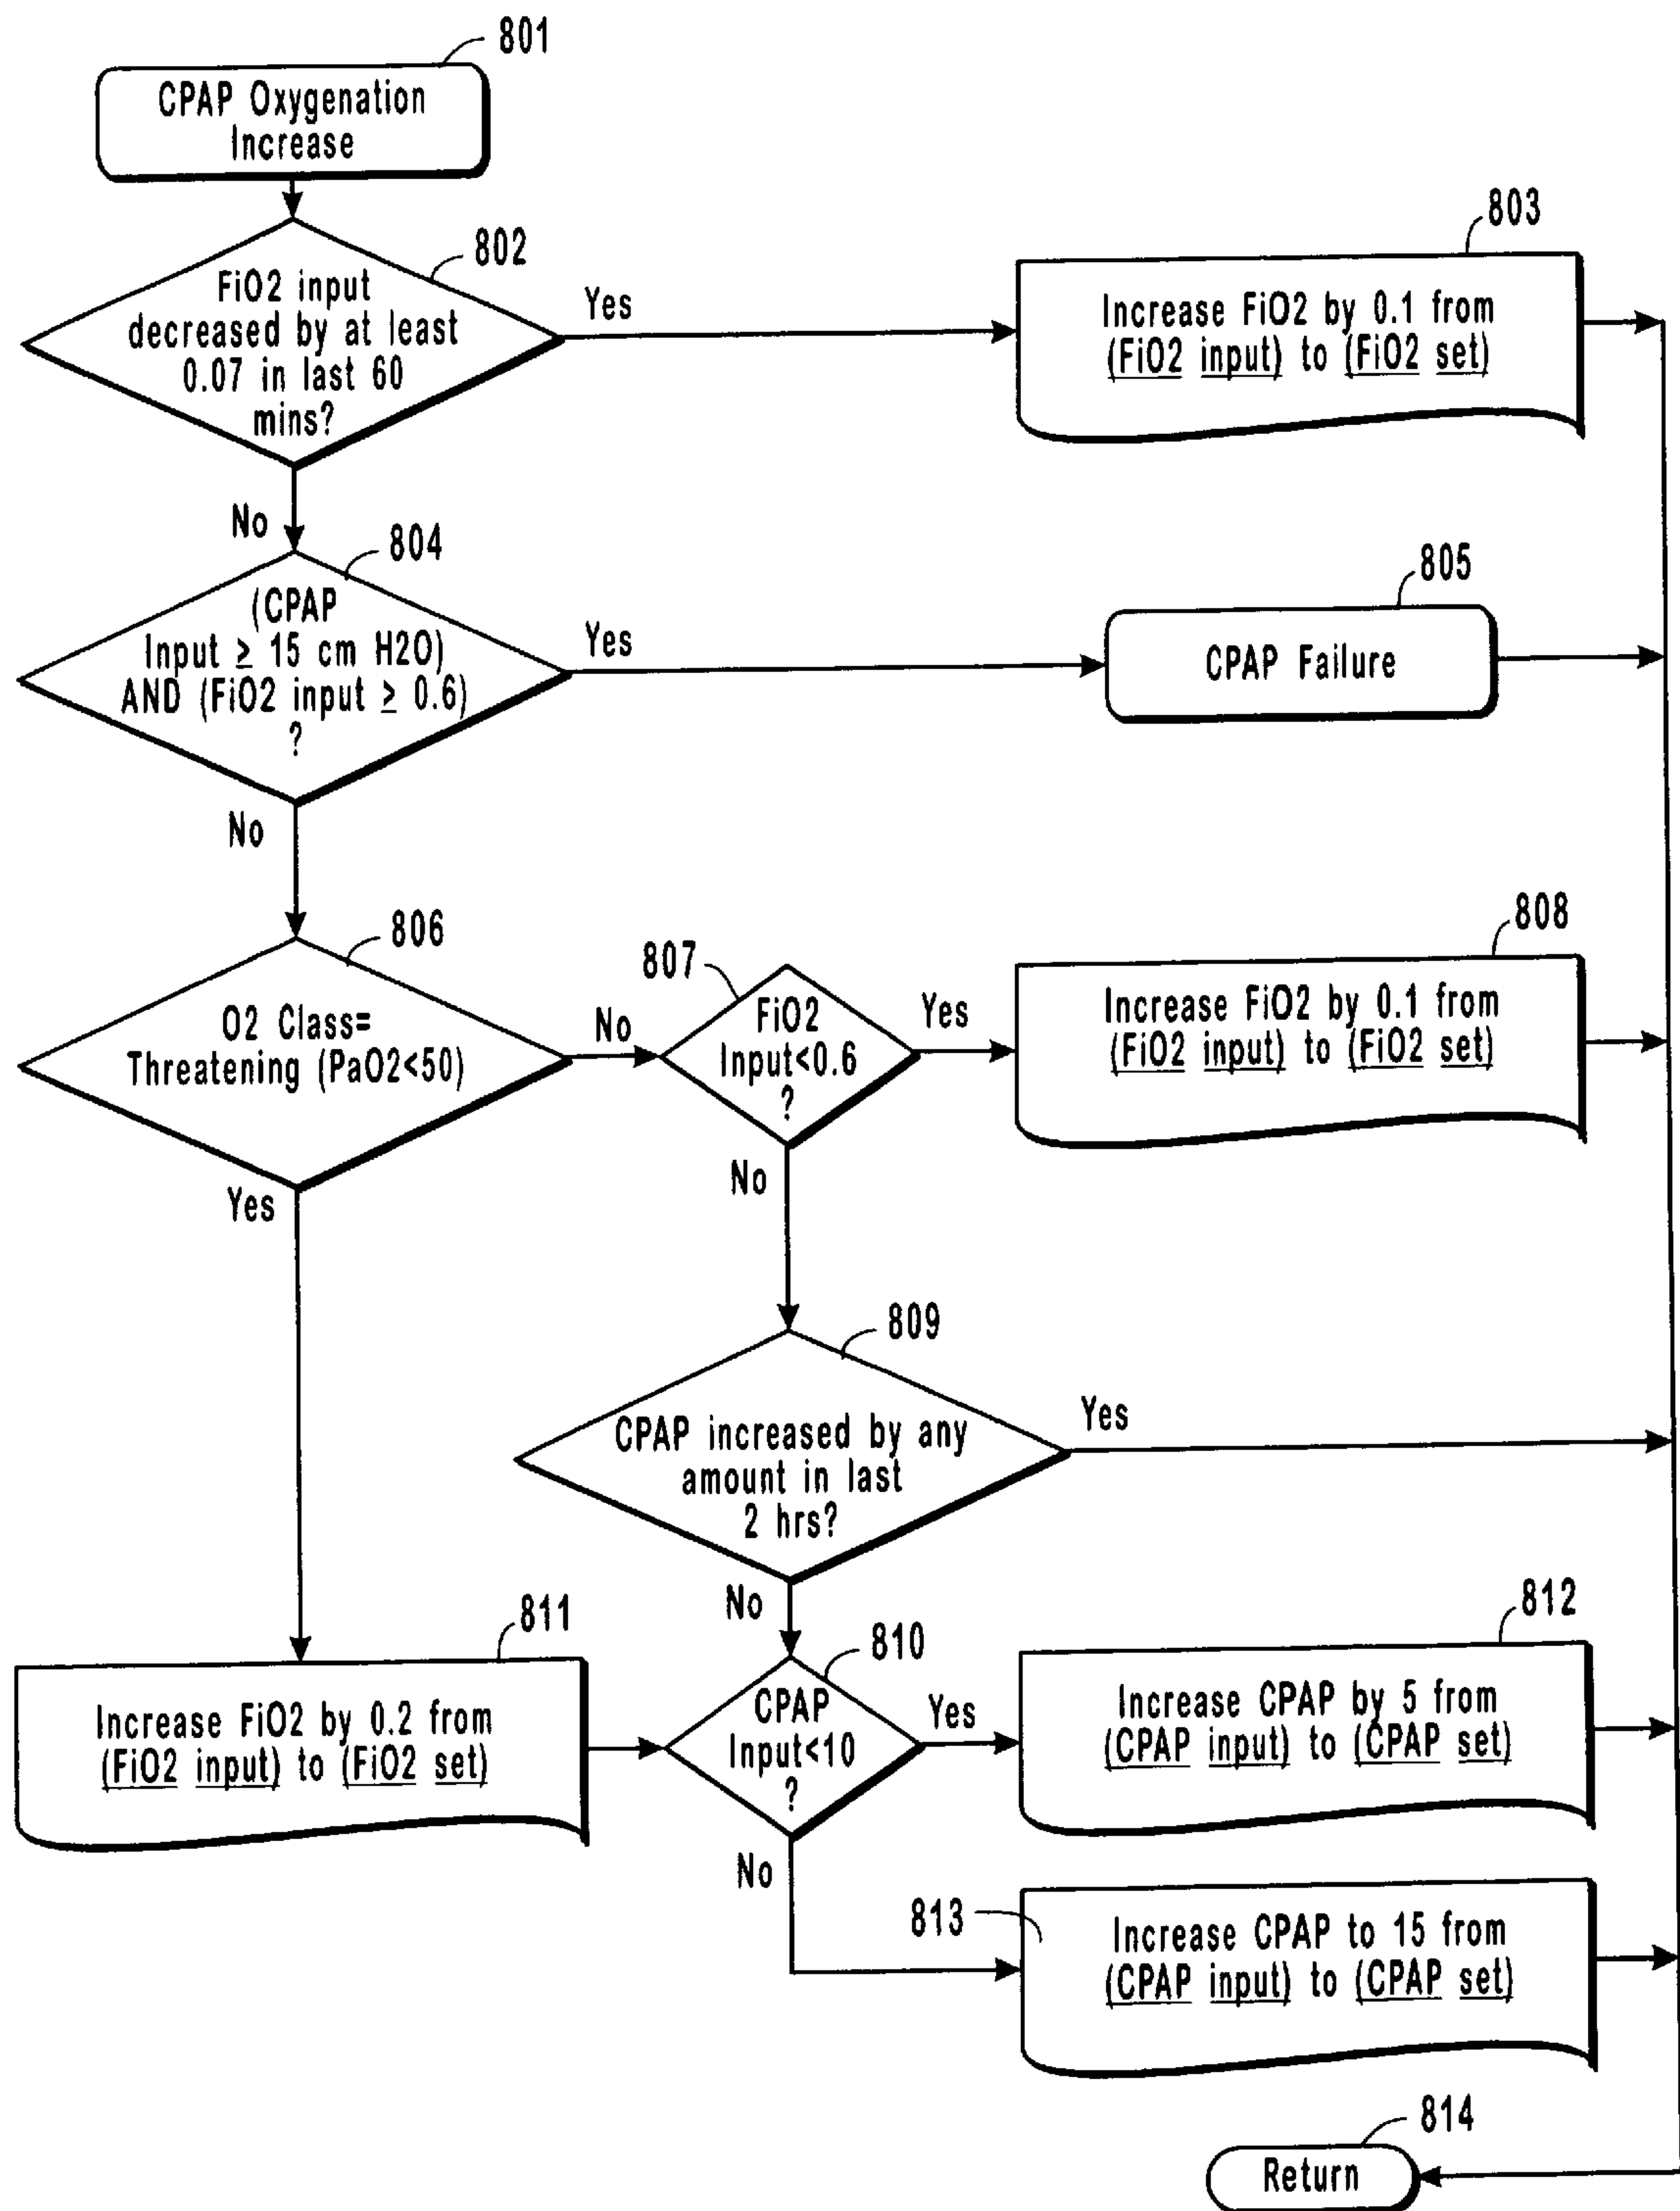 801
CPAP Oxygenation
Increase
802
FiO2 input
decreased by at least
0.07 in last 60
mins?
Yes
803
Increase FiO2 by 0.1 from
(FiO2 input) to (FiO2 set)
No
804
(CPAP
Input ≥ 15 cm H2O)
AND (FiO2 input ≥ 0.6)
?
Yes
805
CPAP Failure
No
806
O2 Class=
Threatening (PaO2<50)
No
807
FiO2
Input<0.6
?
Yes
808
Increase FiO2 by 0.1 from
(FiO2 input) to (FiO2 set)
Yes
No
809
CPAP increased by any
amount in last
2 hrs?
Yes
No
811
Increase FiO2 by 0.2 from
(FiO2 input) to (FiO2 set)
810
CPAP
Input<10
?
Yes
812
Increase CPAP by 5 from
(CPAP input) to (CPAP set)
No
813
Increase CPAP to 15 from
(CPAP input) to (CPAP set)
814
Return